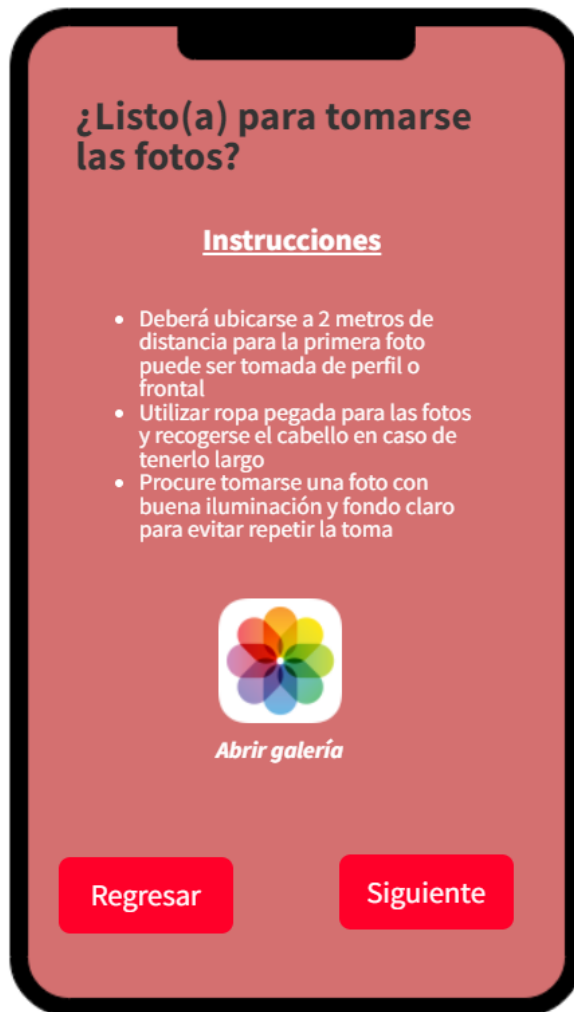 ¿Listo(a) para tomarse
las fotos?
Instrucciones
• Deberá ubicarse a 2 metros de
distancia para la primera foto
puede ser tomada de perfil o
frontal
• Utilizar ropa pegada para las fotos
y recogerse el cabello en caso de
tenerlo largo
• Procure tomarse una foto con
buena iluminación y fondo claro
para evitar repetir la toma
Abrir galería
Regresar
Siguiente